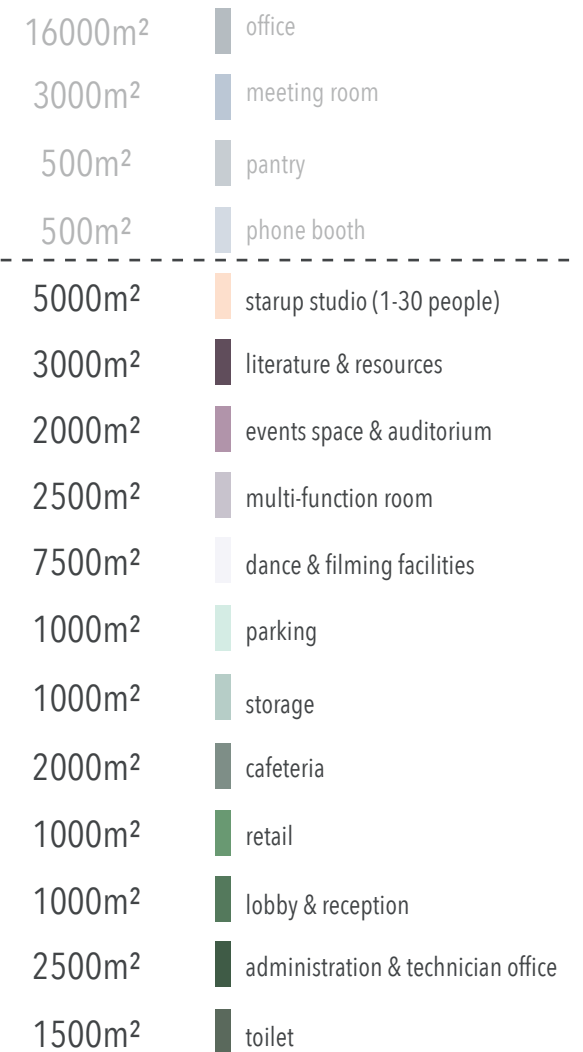 16000m² office
3000m² meeting room
500m² pantry
500m² phone booth
5000m² starup studio (1-30 people)
3000m² literature & resources
2000m² events space & auditorium
2500m² multi-function room
7500m² dance & filming facilities
1000m² parking
1000m² storage
2000m² cafeteria
1000m² retail
1000m² lobby & reception
2500m² administration & technician office
1500m² toilet